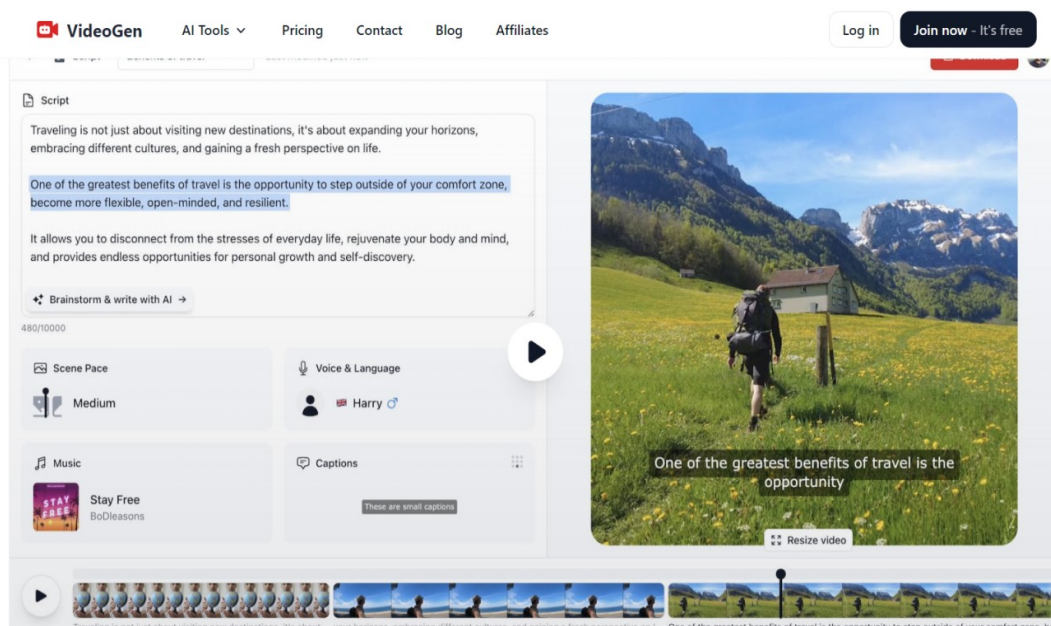 VideoGen
AI Tools
Pricing
Contact
Blog
Affiliates
Log in
Join now - It's free
Script
Traveling is not just about visiting new destinations, it's about expanding your horizons,
embracing different cultures, and gaining a fresh perspective on life.
One of the greatest benefits of travel is the opportunity to step outside of your comfort zone,
become more flexible, open-minded, and resilient.
It allows you to disconnect from the stresses of everyday life, rejuvenate your body and mind,
and provides endless opportunities for personal growth and self-discovery.
Brainstorm & write with AI →
480/10000
Scene Pace
Medium
Voice & Language
Harry
Music
STAY
FREE
Stay Free
BoDleasons
Captions
These are small captions
One of the greatest benefits of travel is the
opportunity
Resize video